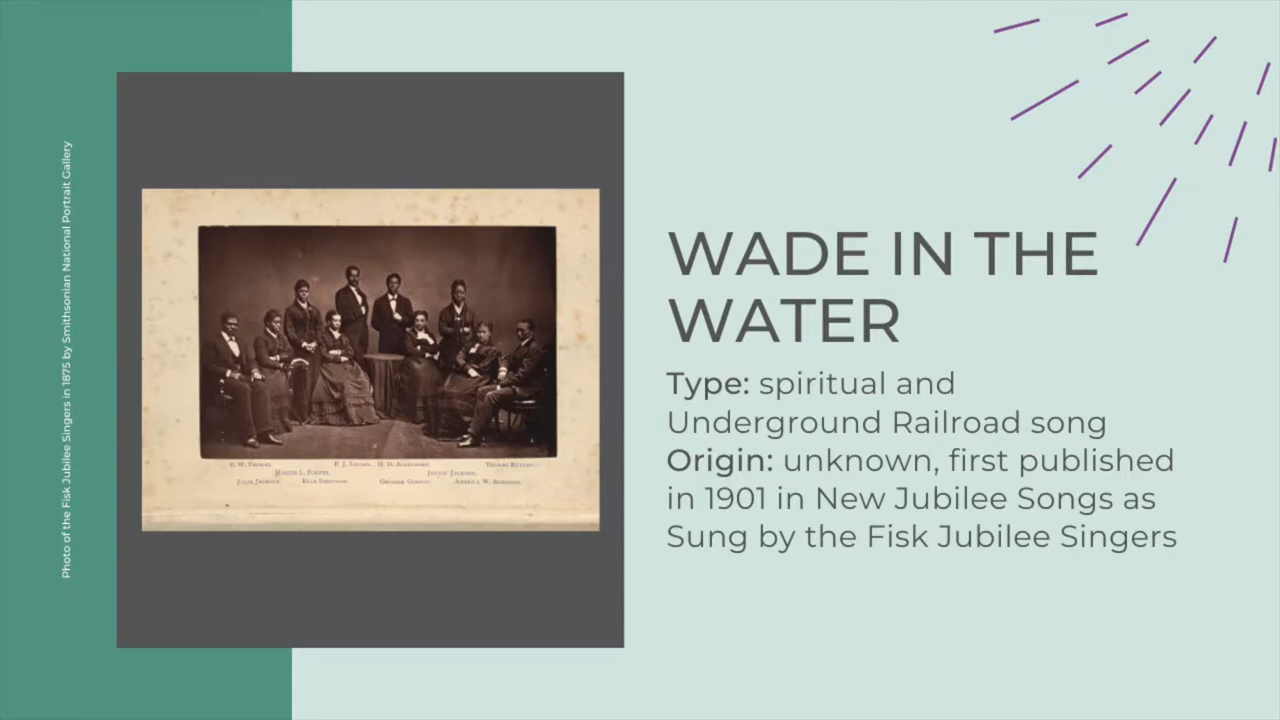 Photo of the Fisk Jubilee Singers in 1875 by Smithsonian National Portrait Gallery
WADE IN THE
WATER
Type: spiritual and
Underground Railroad song
Origin: unknown, first published
in 1901 in New Jubilee Songs as
Sung by the Fisk Jubilee Singers
Maggie L. Porter.